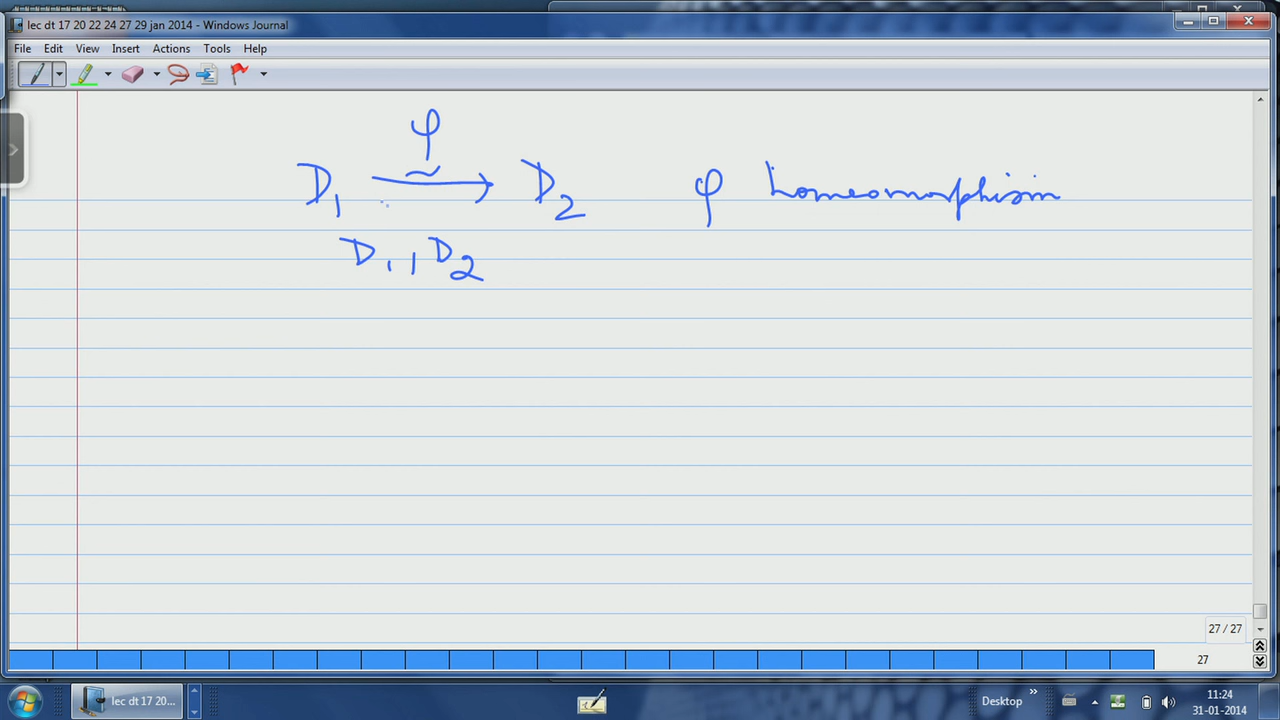 lec dt 17 20 22 24 27 29 jan 2014 - Windows Journal
File Edit View Insert Actions Tools Help
φ
D₁ ⥲ D₂ φ homeomorphism
D₁, D₂
27 / 27
27
lec dt 17 20... Desktop » 11:24
31-01-2014